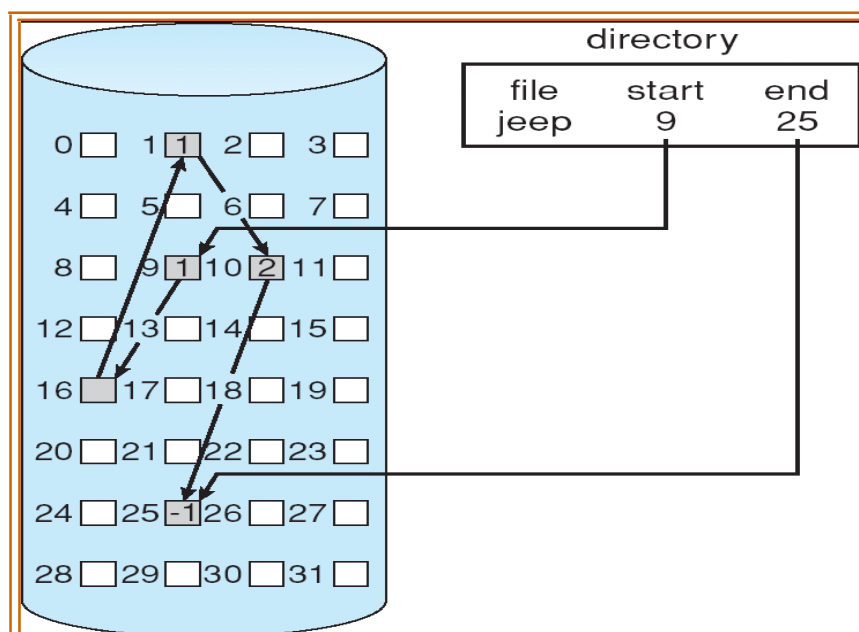 directory
file start end
jeep 9 25
0 1 1 2 3
4 5 6 7
8 9 1 10 2 11
12 13 14 15
16 17 18 19
20 21 22 23
24 25 -1 26 27
28 29 30 31